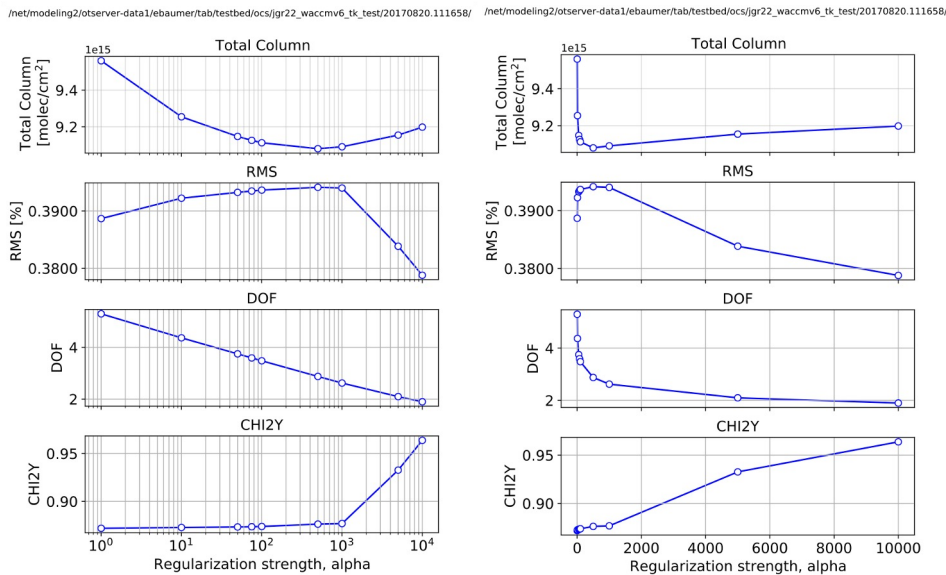 /net/modeling2/otserver-data1/ebaumer/tab/testbed/ocs/jgr22_waccmv6_tk_test/20170820.111658/
Total Column
1e15
Total Column
[molec/cm²]
9.4
9.2
RMS
RMS [%]
0.3900
0.3800
DOF
DOF
4
2
CHI2Y
CHI2Y
0.95
0.90
10⁰ 10¹ 10² 10³ 10⁴
Regularization strength, alpha
/net/modeling2/otserver-data1/ebaumer/tab/testbed/ocs/jgr22_waccmv6_tk_test/20170820.111658/
Total Column
1e15
Total Column
[molec/cm²]
9.4
9.2
RMS
RMS [%]
0.3900
0.3800
DOF
DOF
4
2
CHI2Y
CHI2Y
0.95
0.90
0 2000 4000 6000 8000 10000
Regularization strength, alpha